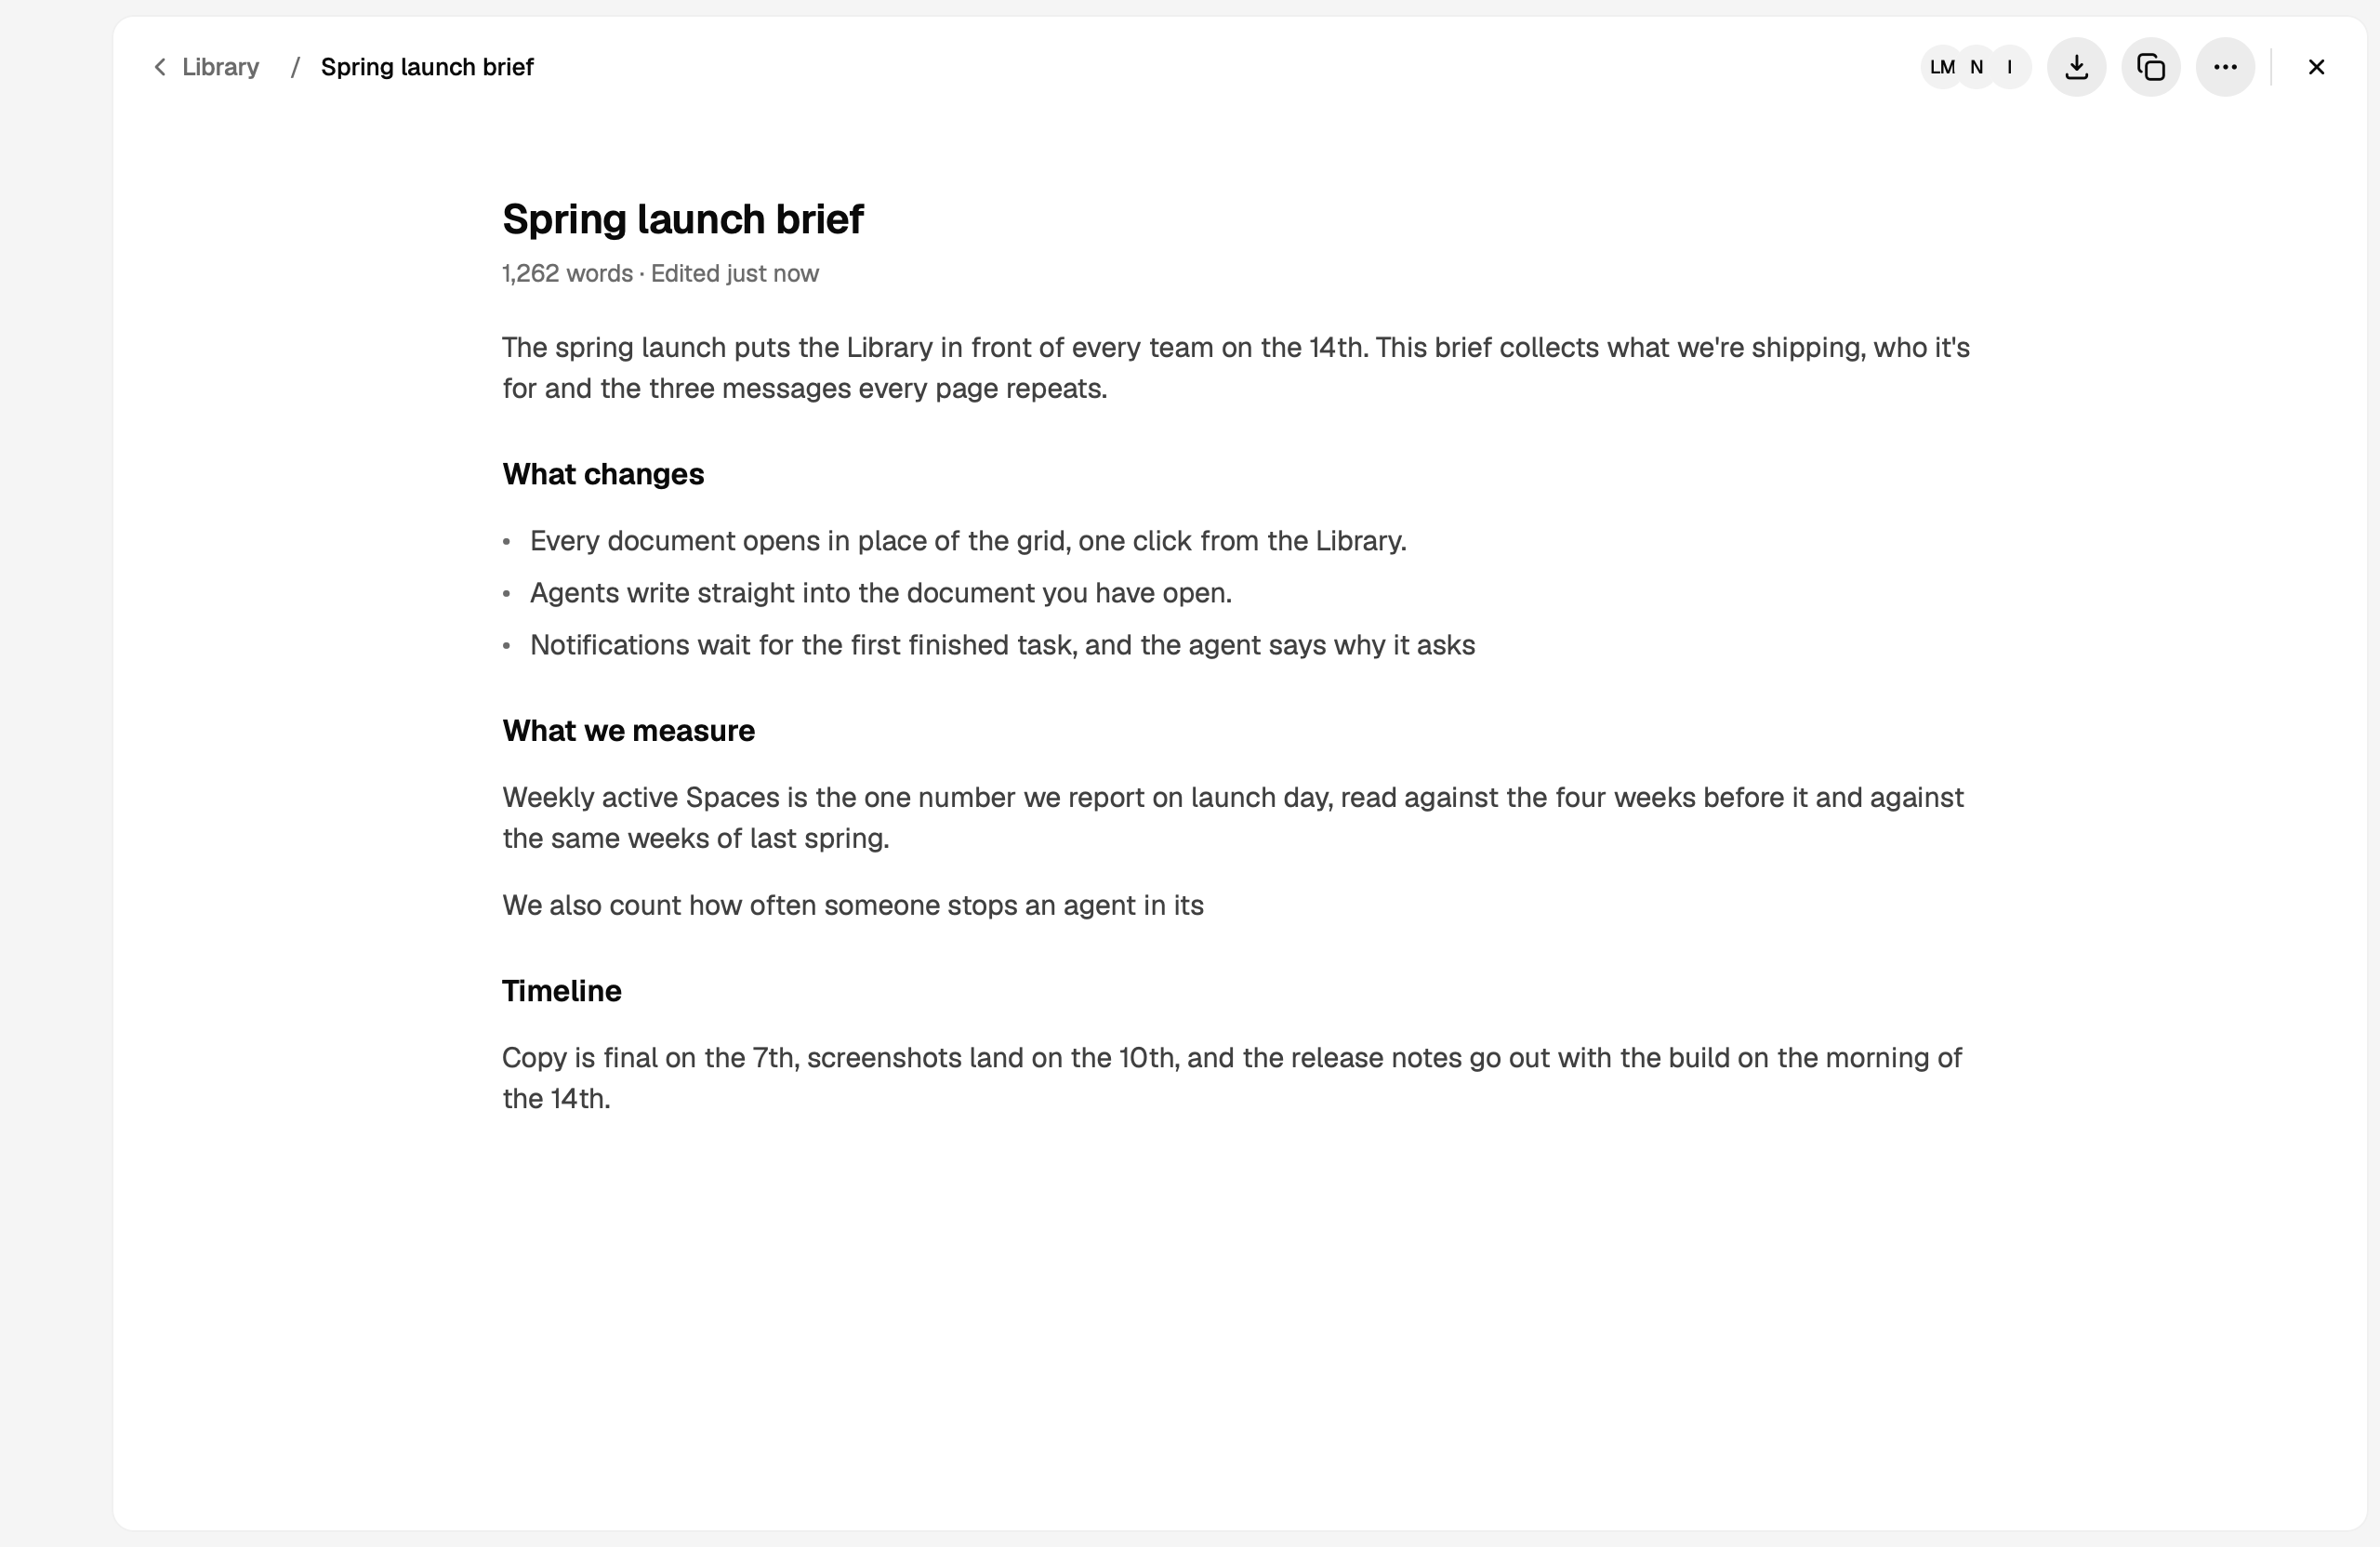 Library / Spring launch brief
LM N I
Spring launch brief
1,262 words · Edited just now
The spring launch puts the Library in front of every team on the 14th. This brief collects what we're shipping, who it's
for and the three messages every page repeats.
What changes
• Every document opens in place of the grid, one click from the Library.
• Agents write straight into the document you have open.
• Notifications wait for the first finished task, and the agent says why it asks
What we measure
Weekly active Spaces is the one number we report on launch day, read against the four weeks before it and against
the same weeks of last spring.
We also count how often someone stops an agent in its
Timeline
Copy is final on the 7th, screenshots land on the 10th, and the release notes go out with the build on the morning of
the 14th.